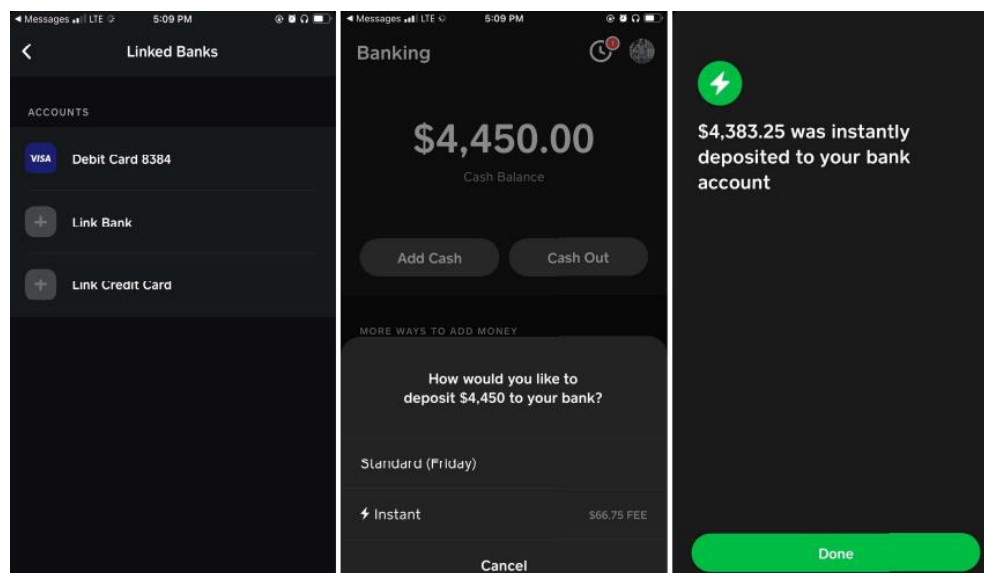 Messages LTE 5:09 PM
Linked Banks
ACCOUNTS
VISA Debit Card 8384
Link Bank
Link Credit Card
Messages LTE 5:09 PM
Banking
$4,450.00
Cash Balance
Add Cash Cash Out
MORE WAYS TO ADD MONEY
How would you like to
deposit $4,450 to your bank?
Standard (Friday)
Instant $66.75 FEE
Cancel
$4,383.25 was instantly
deposited to your bank
account
Done